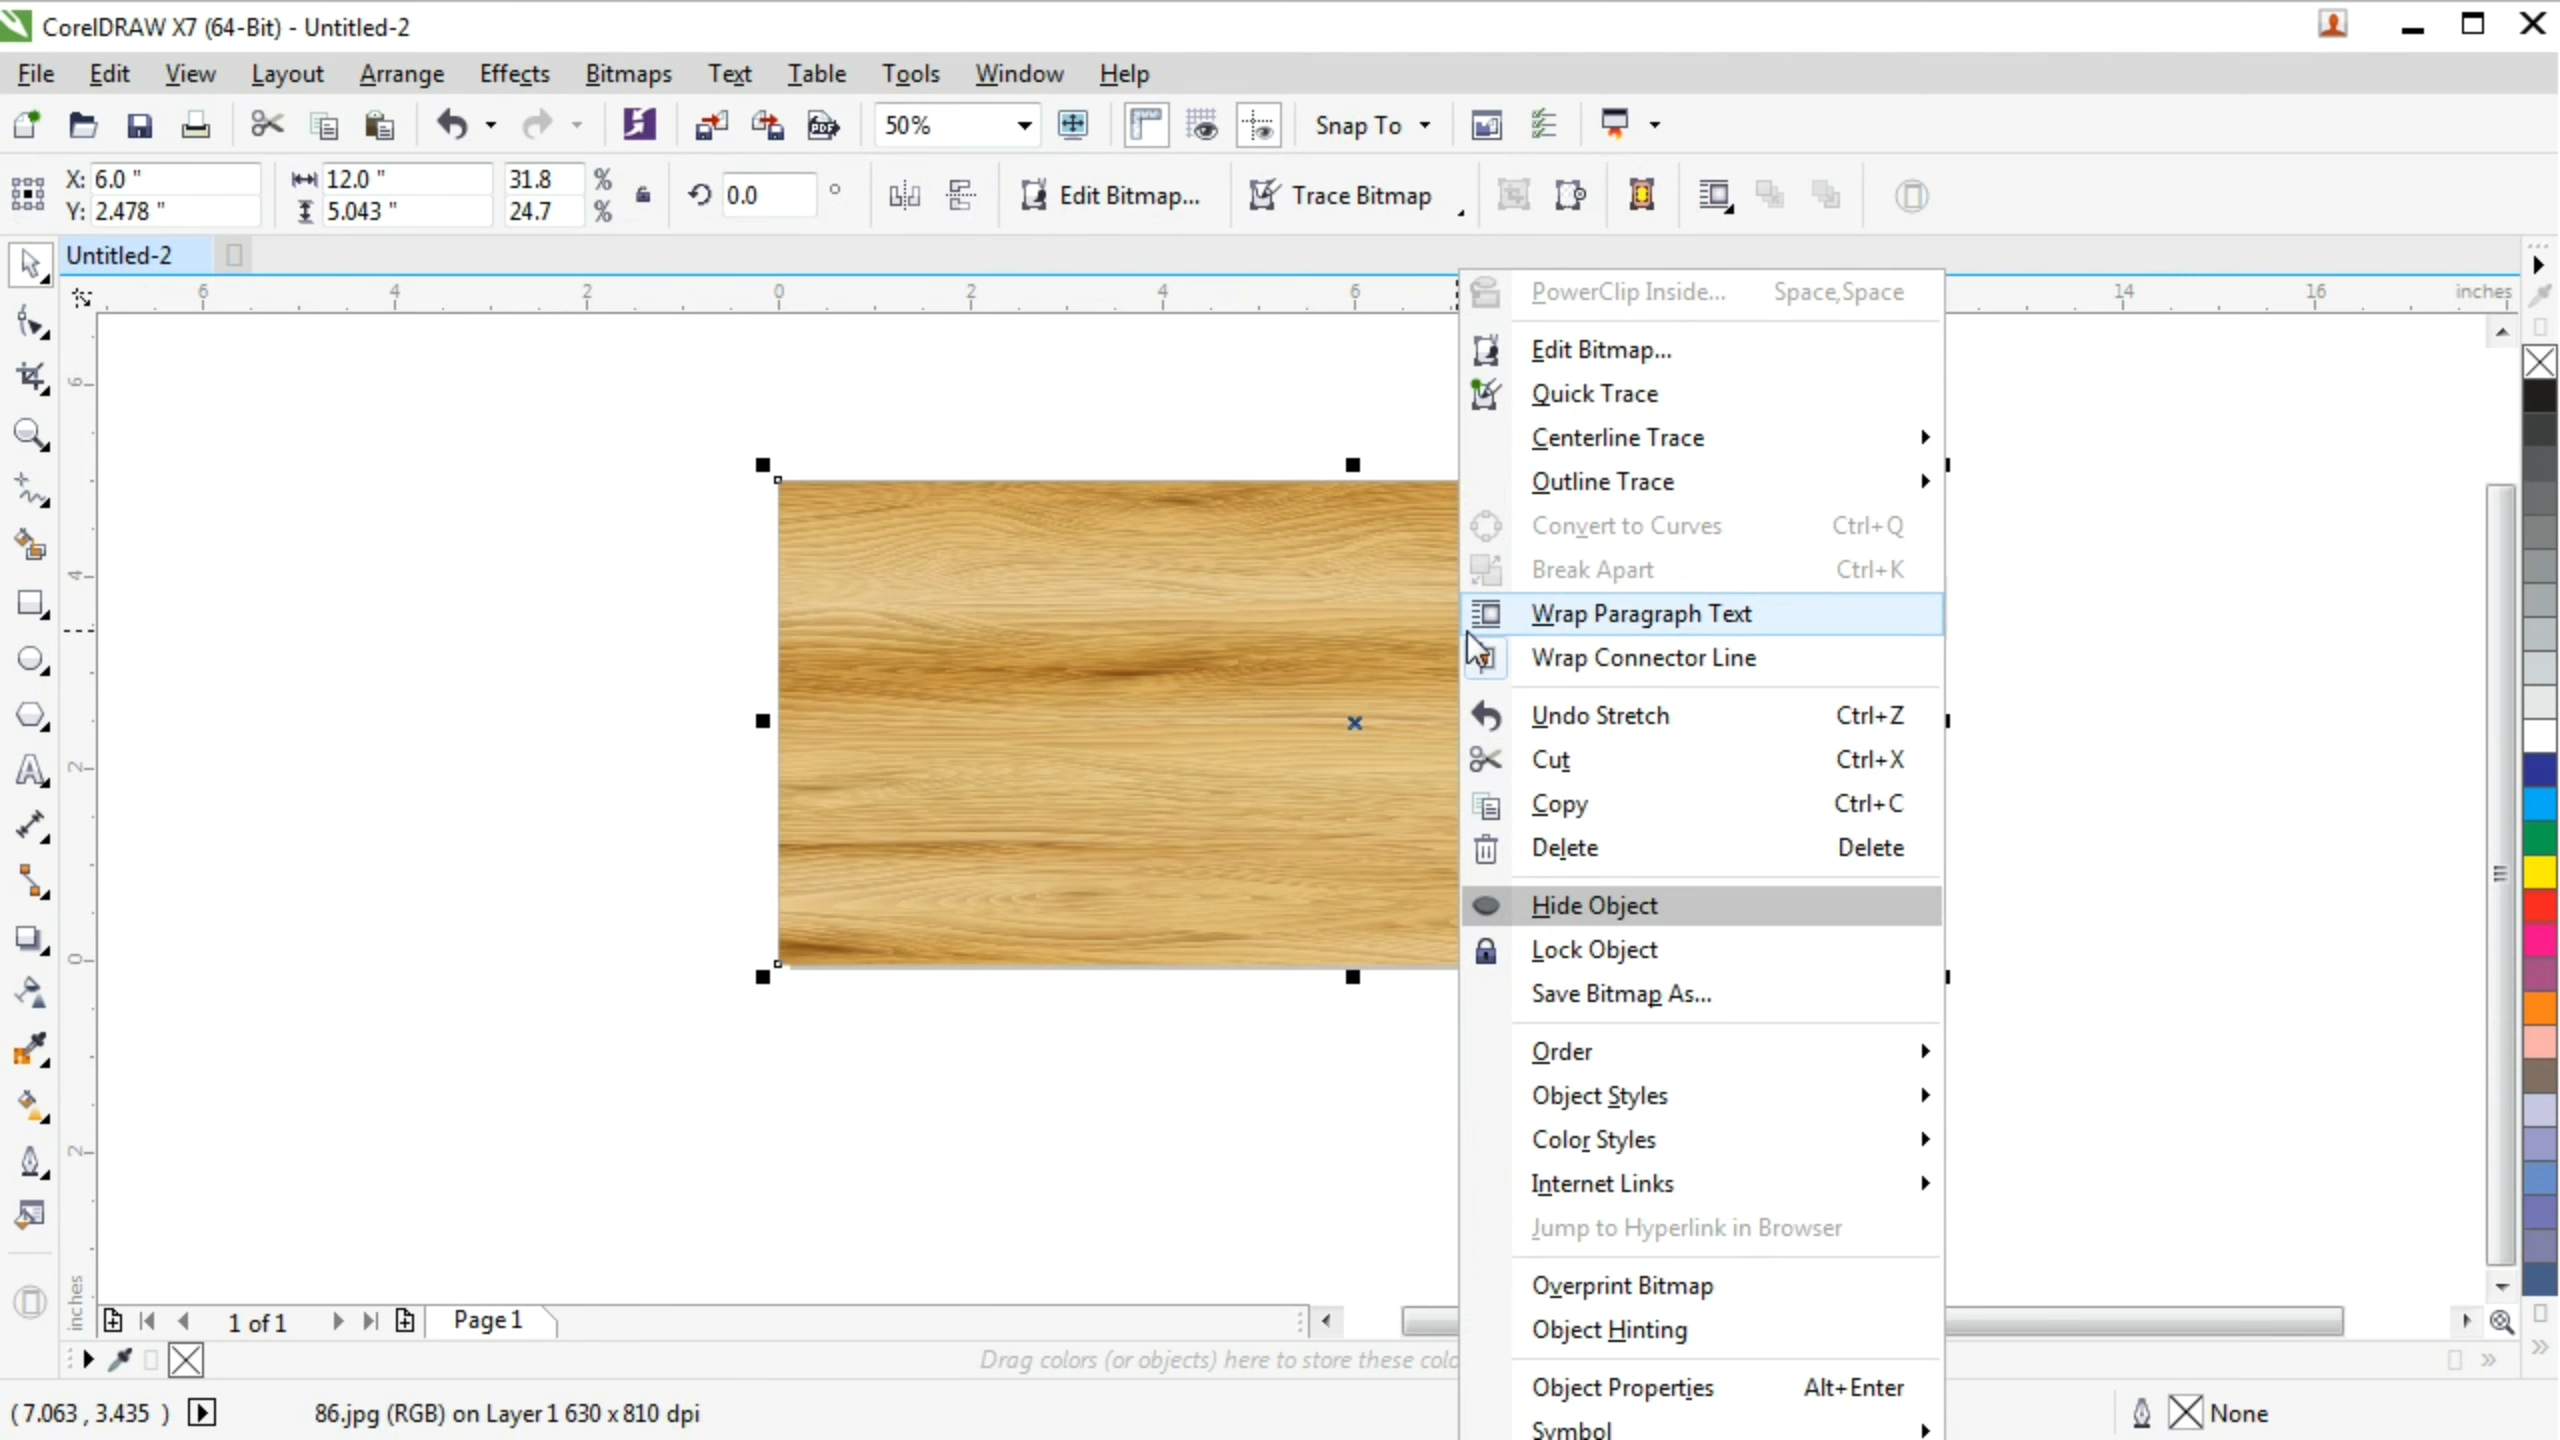 CorelDRAW X7 (64-Bit) - Untitled-2
File Edit View Layout Arrange Effects Bitmaps Text Table Tools Window Help
50% Snap To
X: 6.0 " 12.0 " 31.8 % 0.0 ° Edit Bitmap... Trace Bitmap
Y: 2.478 " 5.043 " 24.7 %
Untitled-2
6 4 2 0 2 4 6 14 16 inches
6
4
2
0
2
inches
PowerClip Inside... Space,Space
Edit Bitmap...
Quick Trace
Centerline Trace
Outline Trace
Convert to Curves Ctrl+Q
Break Apart Ctrl+K
Wrap Paragraph Text
Wrap Connector Line
Undo Stretch Ctrl+Z
Cut Ctrl+X
Copy Ctrl+C
Delete Delete
Hide Object
Lock Object
Save Bitmap As...
Order
Object Styles
Color Styles
Internet Links
Jump to Hyperlink in Browser
Overprint Bitmap
Object Hinting
Object Properties Alt+Enter
Symbol
1 of 1 Page 1
Drag colors (or objects) here to store these colo
( 7.063 , 3.435 ) 86.jpg (RGB) on Layer 1 630 x 810 dpi None